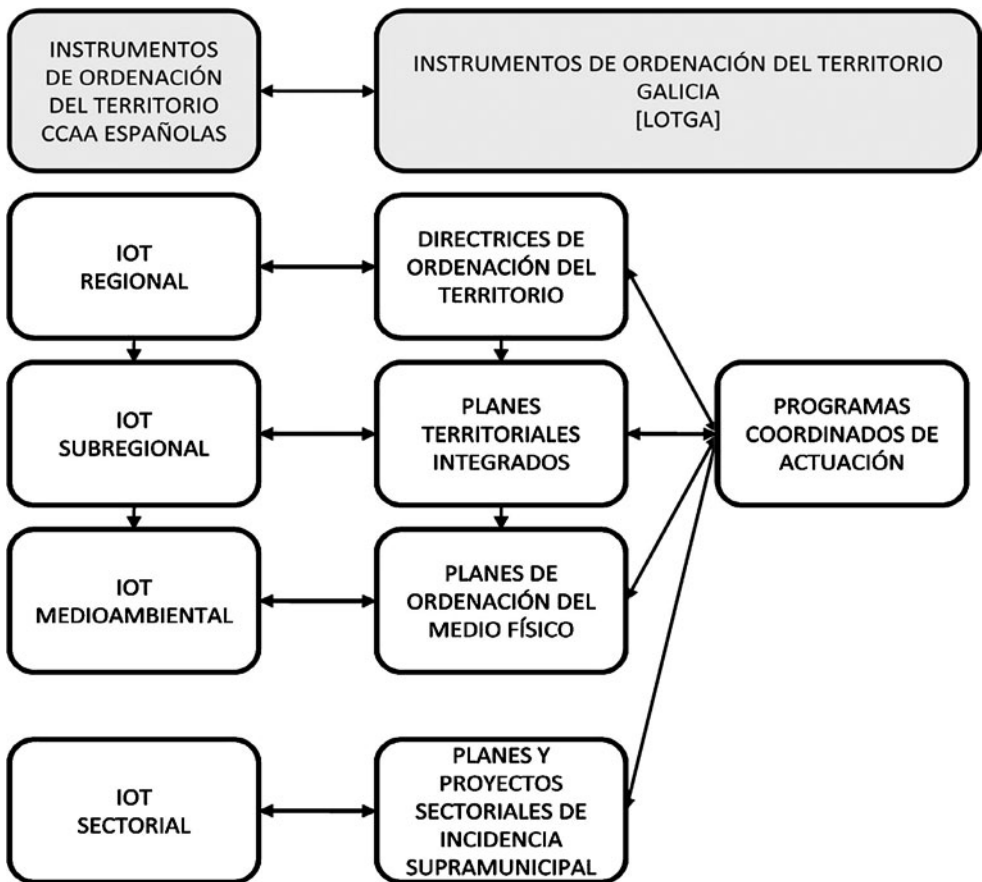 INSTRUMENTOS
DE ORDENACIÓN
DEL TERRITORIO
CCAA ESPAÑOLAS
INSTRUMENTOS DE ORDENACIÓN DEL TERRITORIO
GALICIA
[LOTGA]
IOT
REGIONAL
DIRECTRICES DE
ORDENACIÓN DEL
TERRITORIO
IOT
SUBREGIONAL
PLANES
TERRITORIALES
INTEGRADOS
PROGRAMAS
COORDINADOS DE
ACTUACIÓN
IOT
MEDIOAMBIENTAL
PLANES DE
ORDENACIÓN DEL
MEDIO FÍSICO
IOT
SECTORIAL
PLANES Y
PROYECTOS
SECTORIALES DE
INCIDENCIA
SUPRAMUNICIPAL